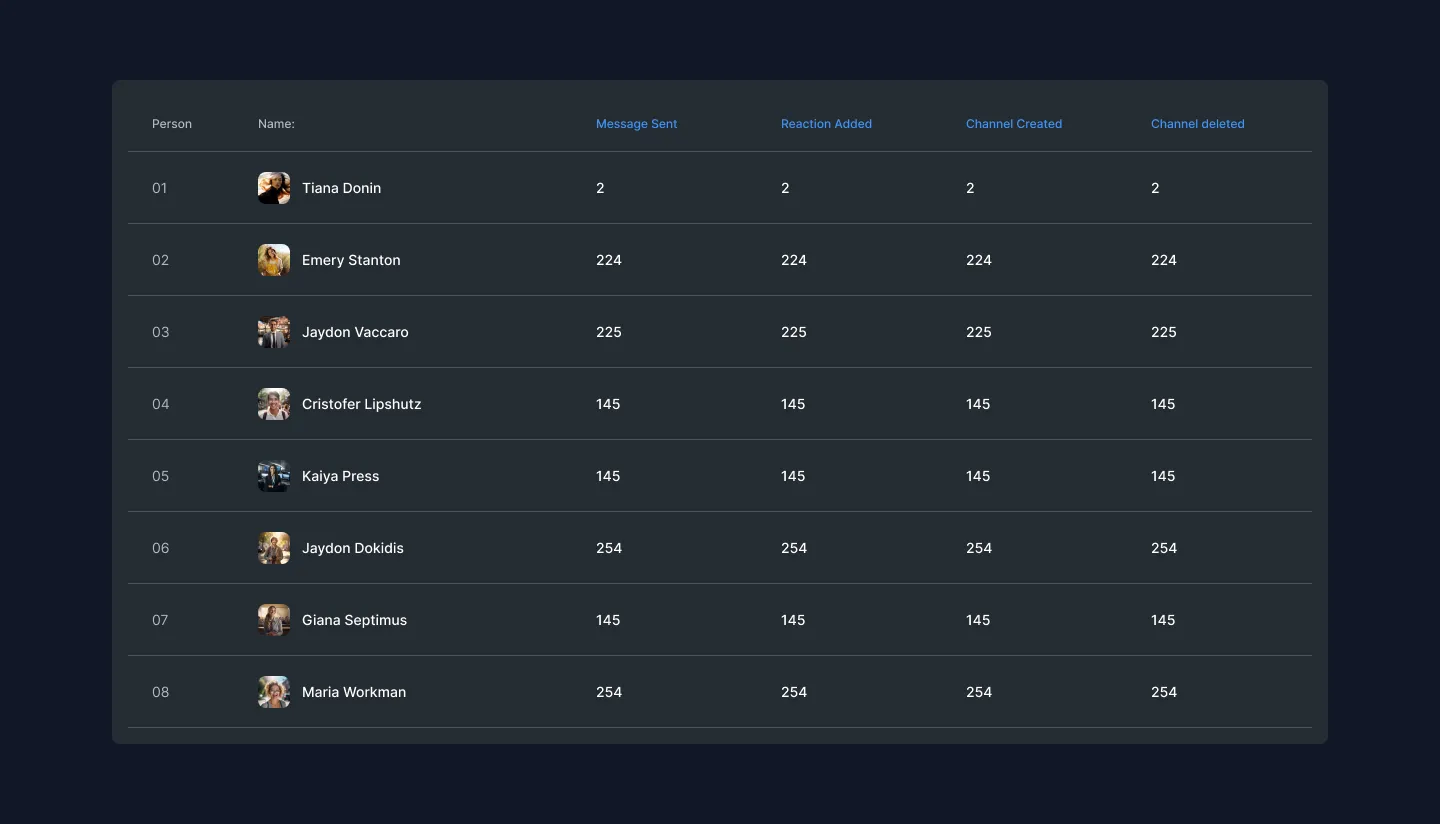 Person Name: Message Sent Reaction Added Channel Created Channel deleted
01 Tiana Donin 2 2 2 2
02 Emery Stanton 224 224 224 224
03 Jaydon Vaccaro 225 225 225 225
04 Cristofer Lipshutz 145 145 145 145
05 Kaiya Press 145 145 145 145
06 Jaydon Dokidis 254 254 254 254
07 Giana Septimus 145 145 145 145
08 Maria Workman 254 254 254 254